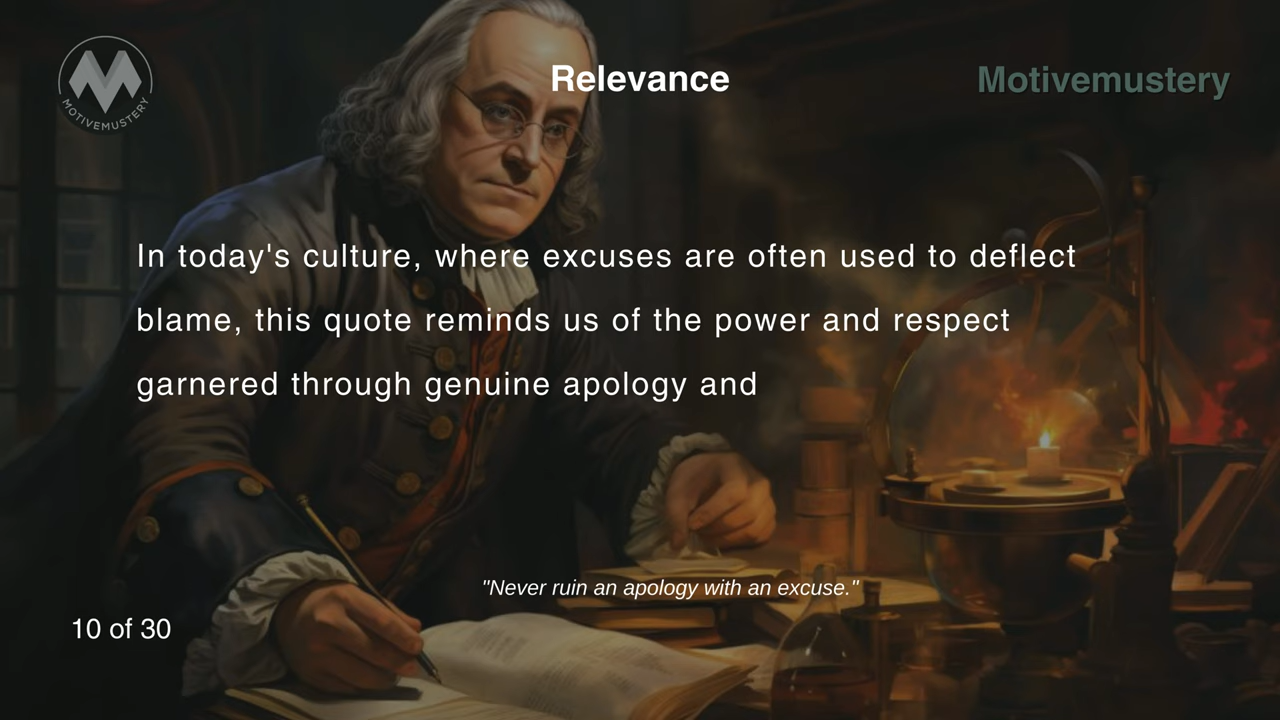 MOTIVEMUSTERY
Relevance
Motivemustery
In today's culture, where excuses are often used to deflect
blame, this quote reminds us of the power and respect
garnered through genuine apology and
"Never ruin an apology with an excuse."
10 of 30